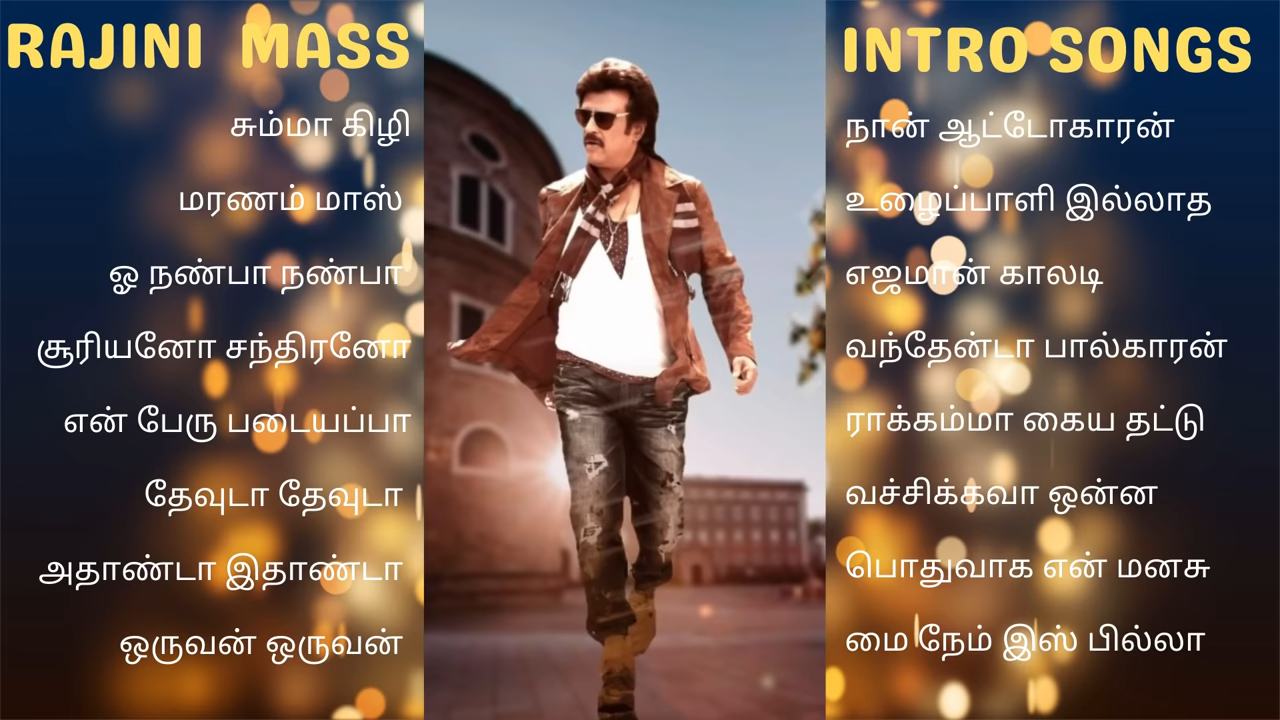 RAJINI MASS
சும்மா கிழி
மரணம் மாஸ்
ஓ நண்பா நண்பா
சூரியனோ சந்திரனோ
என் பேரு படையப்பா
தேவுடா தேவுடா
அதாண்டா இதாண்டா
ஒருவன் ஒருவன்
INTRO SONGS
நான் ஆட்டோகாரன்
உழைப்பாளி இல்லாத
எஜமான் காலடி
வந்தேன்டா பால்காரன்
ராக்கம்மா கைய தட்டு
வச்சிக்கவா ஒன்ன
பொதுவாக என் மனசு
மை நேம் இஸ் பில்லா